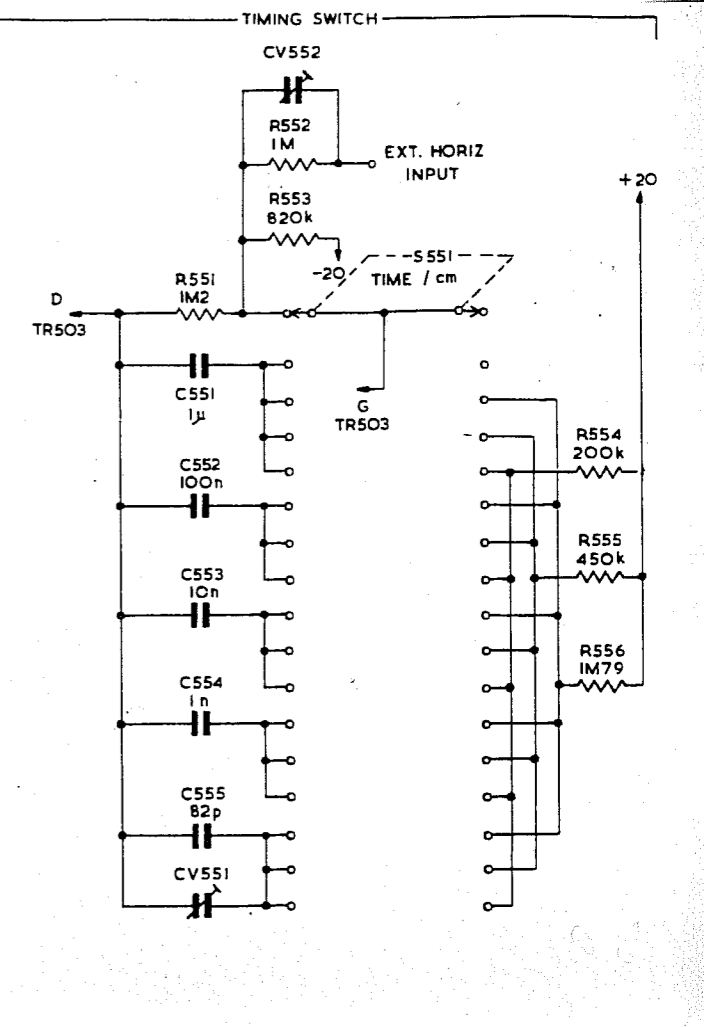 TIMING SWITCH
CV552
R552
1M
EXT. HORIZ
INPUT
+20
R553
820k
-20
S551
TIME / cm
R551
1M2
D
TR503
G
TR503
C551
1µ
R554
200k
C552
100n
R555
450k
C553
10n
R556
1M79
C554
1n
C555
82p
CV551